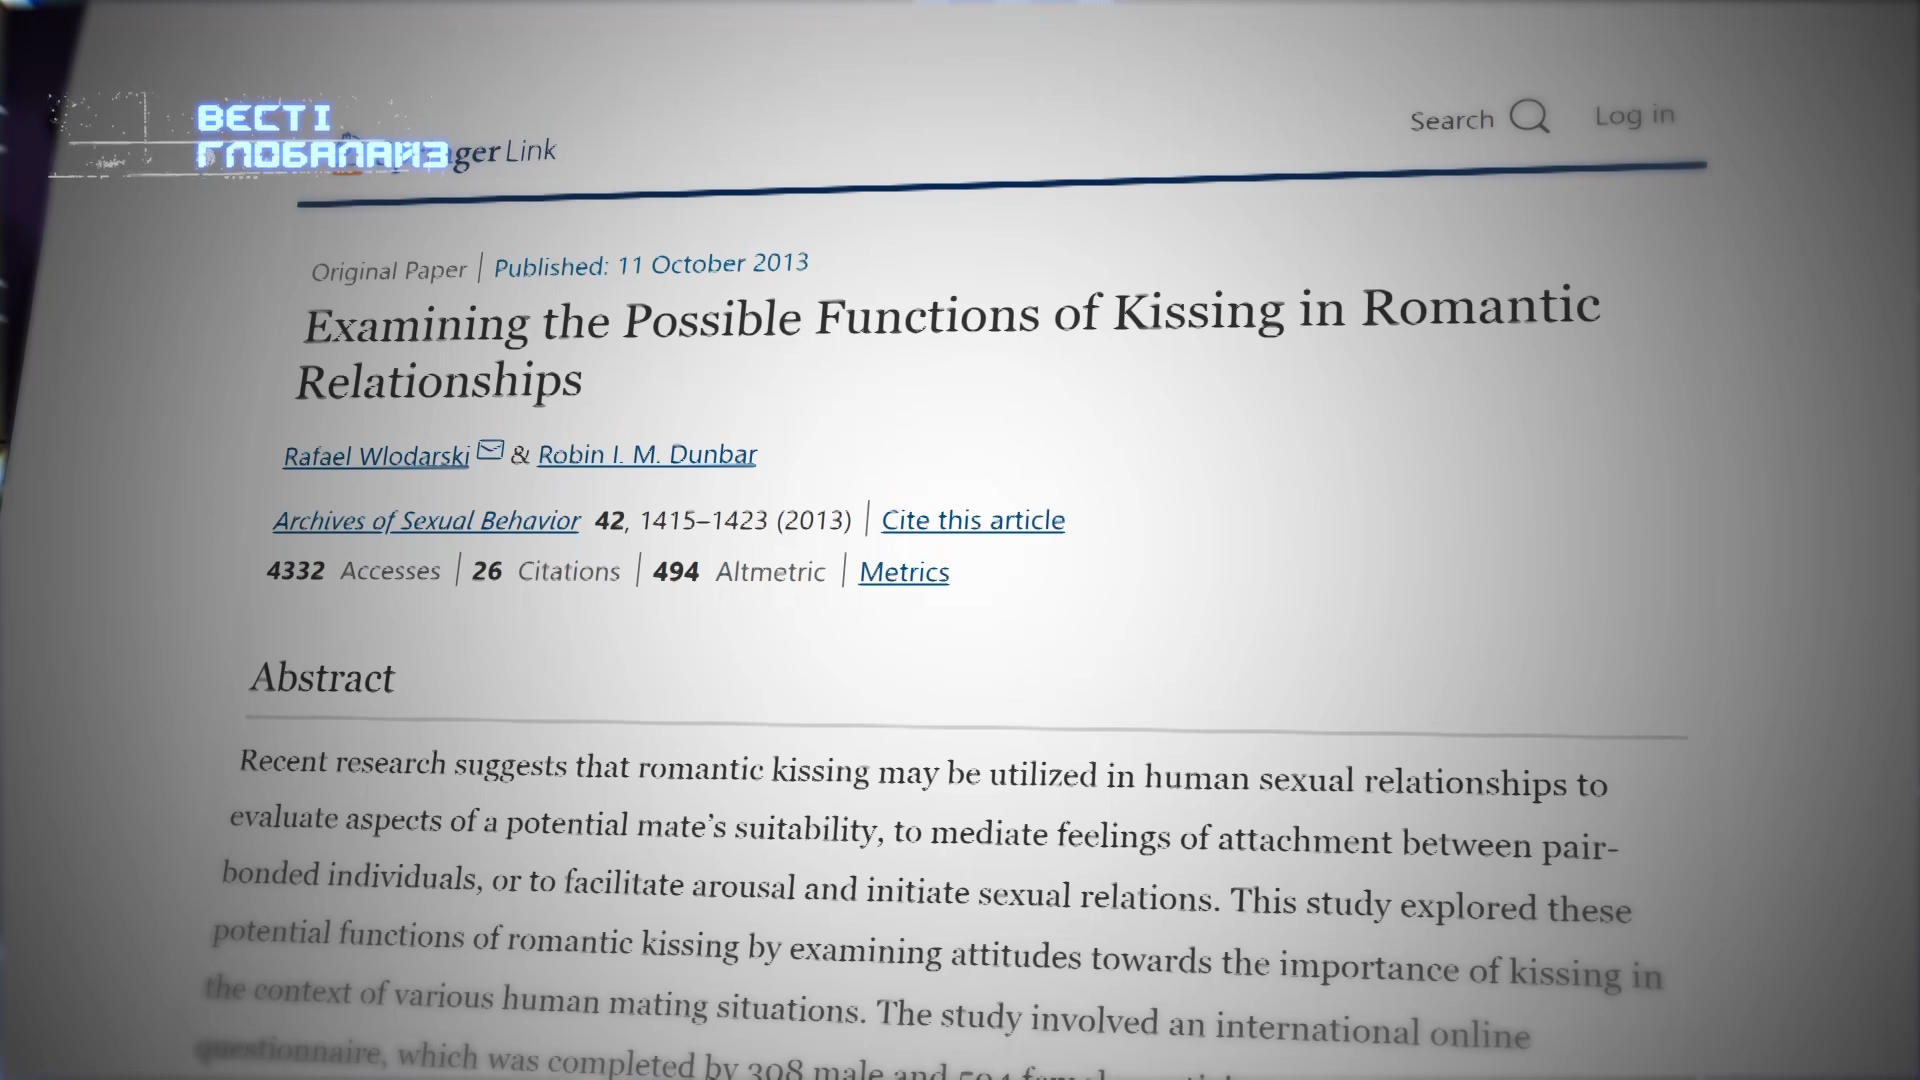 ВЕСТІ
ГЛОБАЛАЙЗ
ger Link
Search
Log in
Original Paper | Published: 11 October 2013
Examining the Possible Functions of Kissing in Romantic
Relationships
Rafael Wlodarski & Robin I. M. Dunbar
Archives of Sexual Behavior 42, 1415–1423 (2013) | Cite this article
4332 Accesses | 26 Citations | 494 Altmetric | Metrics
Abstract
Recent research suggests that romantic kissing may be utilized in human sexual relationships to
evaluate aspects of a potential mate’s suitability, to mediate feelings of attachment between pair-
bonded individuals, or to facilitate arousal and initiate sexual relations. This study explored these
potential functions of romantic kissing by examining attitudes towards the importance of kissing in
the context of various human mating situations. The study involved an international online
questionnaire, which was completed by 308 male and